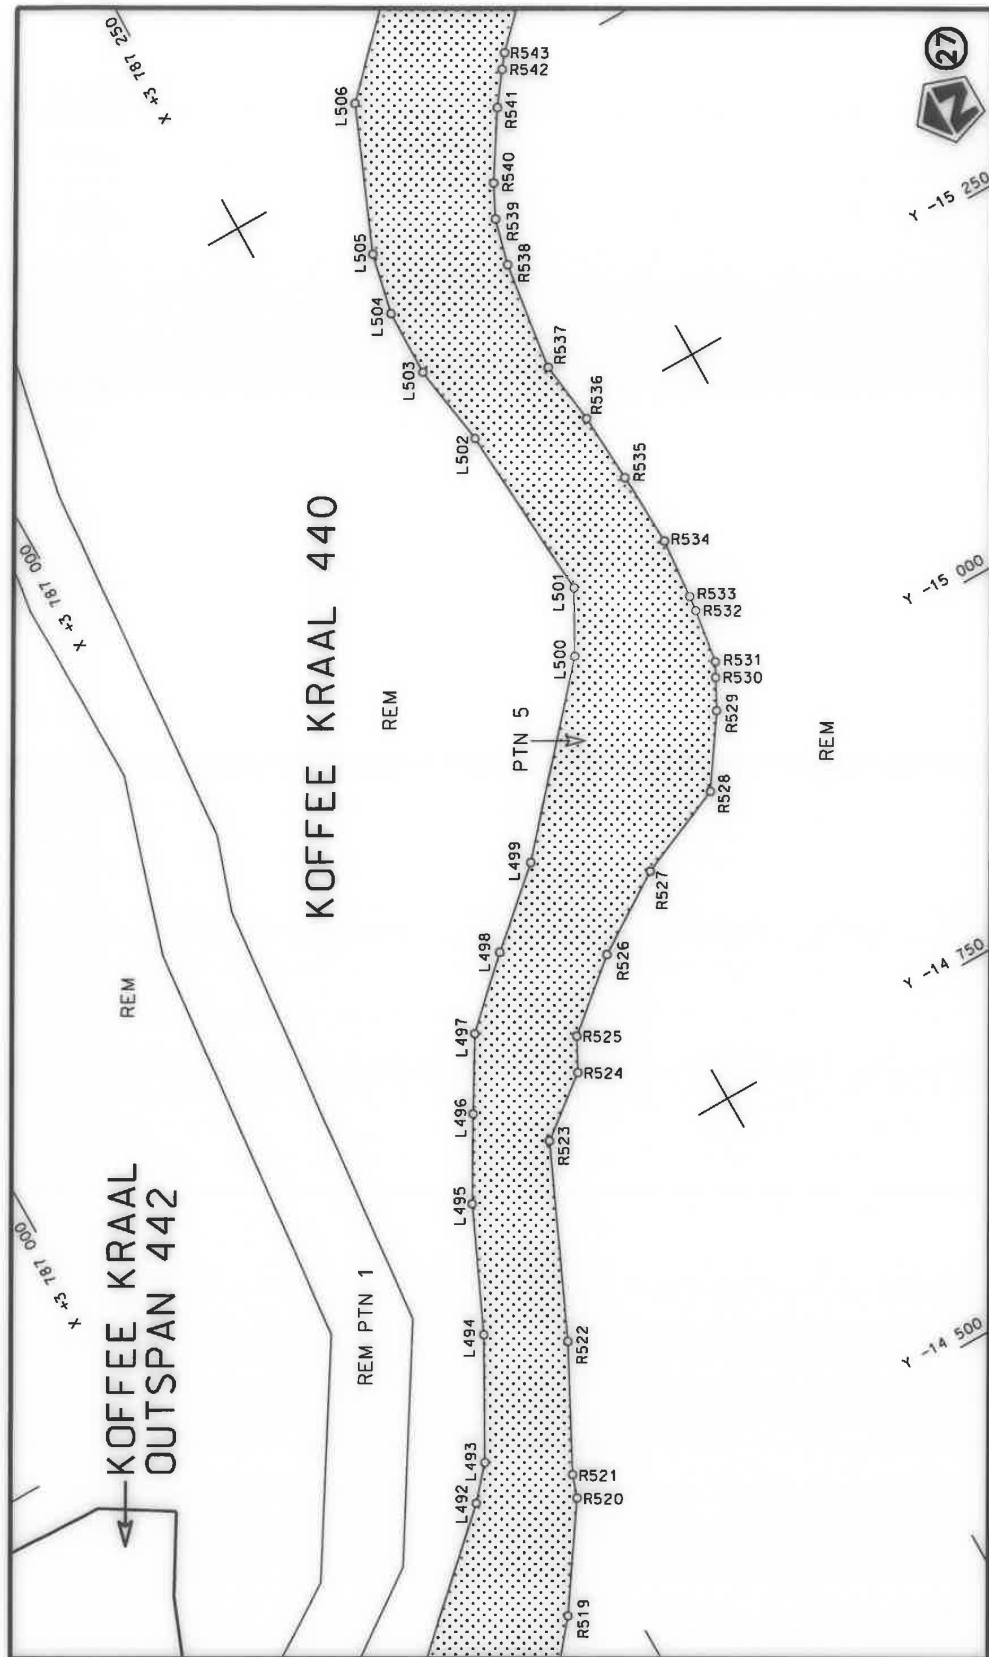 KOFFEE KRAAL
OUTSPAN 442
X +3 787 000
REM
X +3 787 000
X +3 787 250
REM PTN 1
KOFFEE KRAAL 440
REM
PTN 5
L492
L493
L494
L495
L496
L497
L498
L499
L500
L501
L502
L503
L504
L505
L506
R519
R520
R521
R522
R523
R524
R525
R526
R527
R528
R529
R530
R531
R532
R533
R534
R535
R536
R537
R538
R539
R540
R541
R542
R543
REM
Y -14 500
Y -14 750
Y -15 000
Y -15 250
N
27